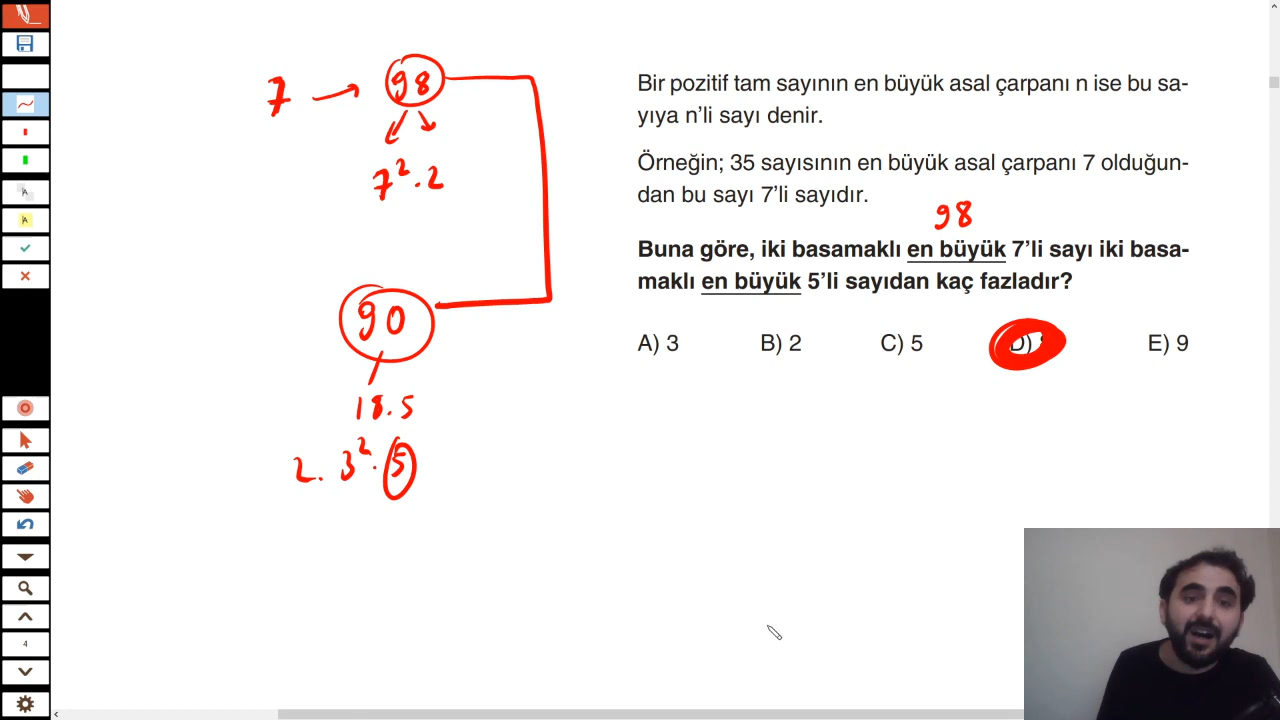 7 → 98
7².2
90
18.5
2. 3².5
Bir pozitif tam sayının en büyük asal çarpanı n ise bu sa-
yıya n'li sayı denir.
Örneğin; 35 sayısının en büyük asal çarpanı 7 olduğun-
dan bu sayı 7'li sayıdır.
98
Buna göre, iki basamaklı en büyük 7'li sayı iki basa-
maklı en büyük 5'li sayıdan kaç fazladır?
A) 3 B) 2 C) 5 D) E) 9
A
A
4